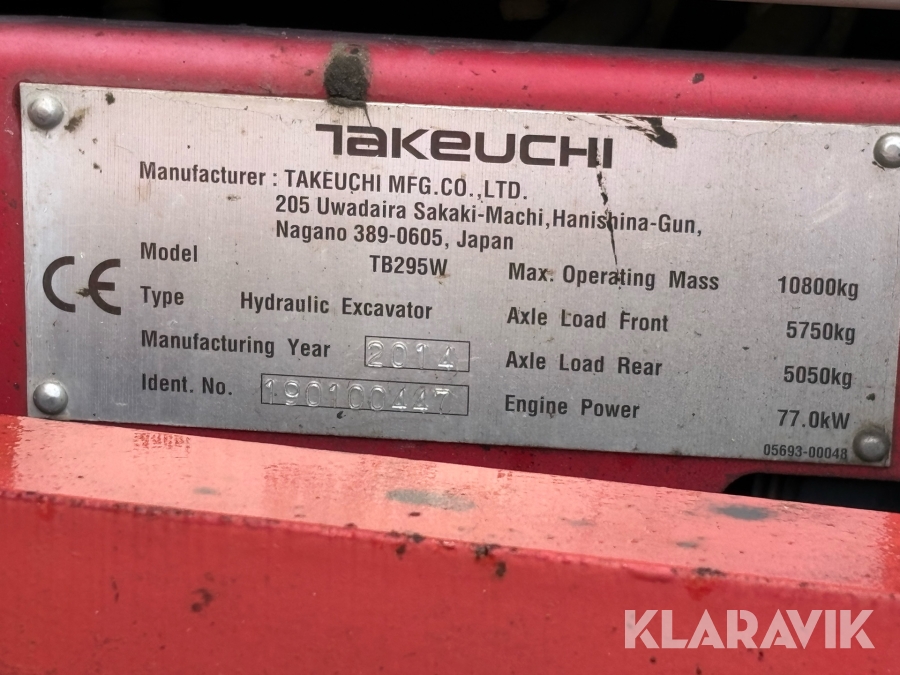 TAKEUCHI
Manufacturer : TAKEUCHI MFG.CO.,LTD.
205 Uwadaira Sakaki-Machi,Hanishina-Gun,
Nagano 389-0605, Japan
CE
Model TB295W
Type Hydraulic Excavator
Manufacturing Year 2014
Ident. No. 190100447
Max. Operating Mass 10800kg
Axle Load Front 5750kg
Axle Load Rear 5050kg
Engine Power 77.0kW
05693-00048
KLARAVIK